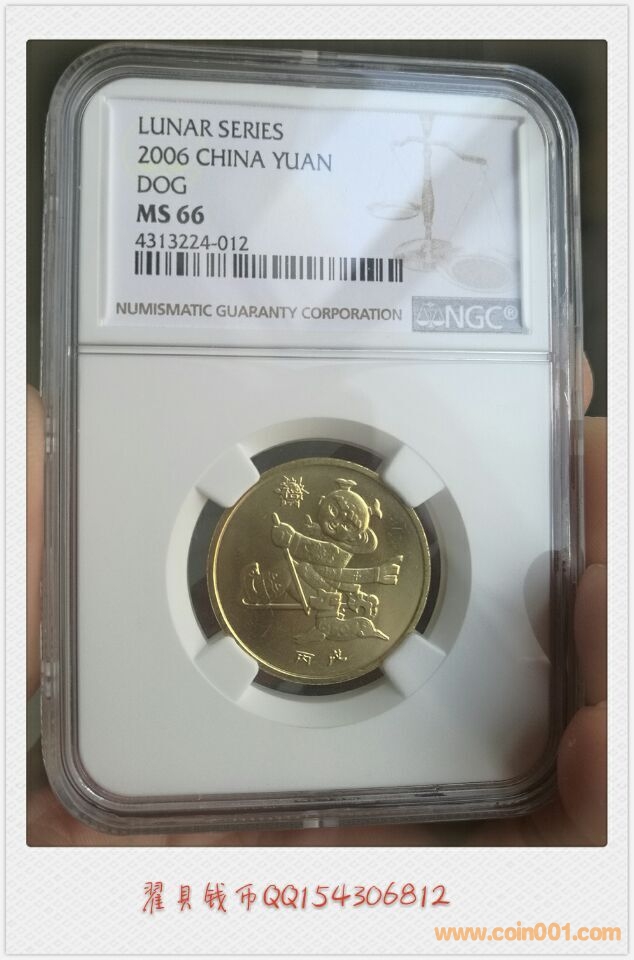 LUNAR SERIES
2006 CHINA YUAN
DOG
MS 66
4313224-012
NUMISMATIC GUARANTY CORPORATION NGC®
丙戌
翟具钱币QQ154306812
www.coin001.com